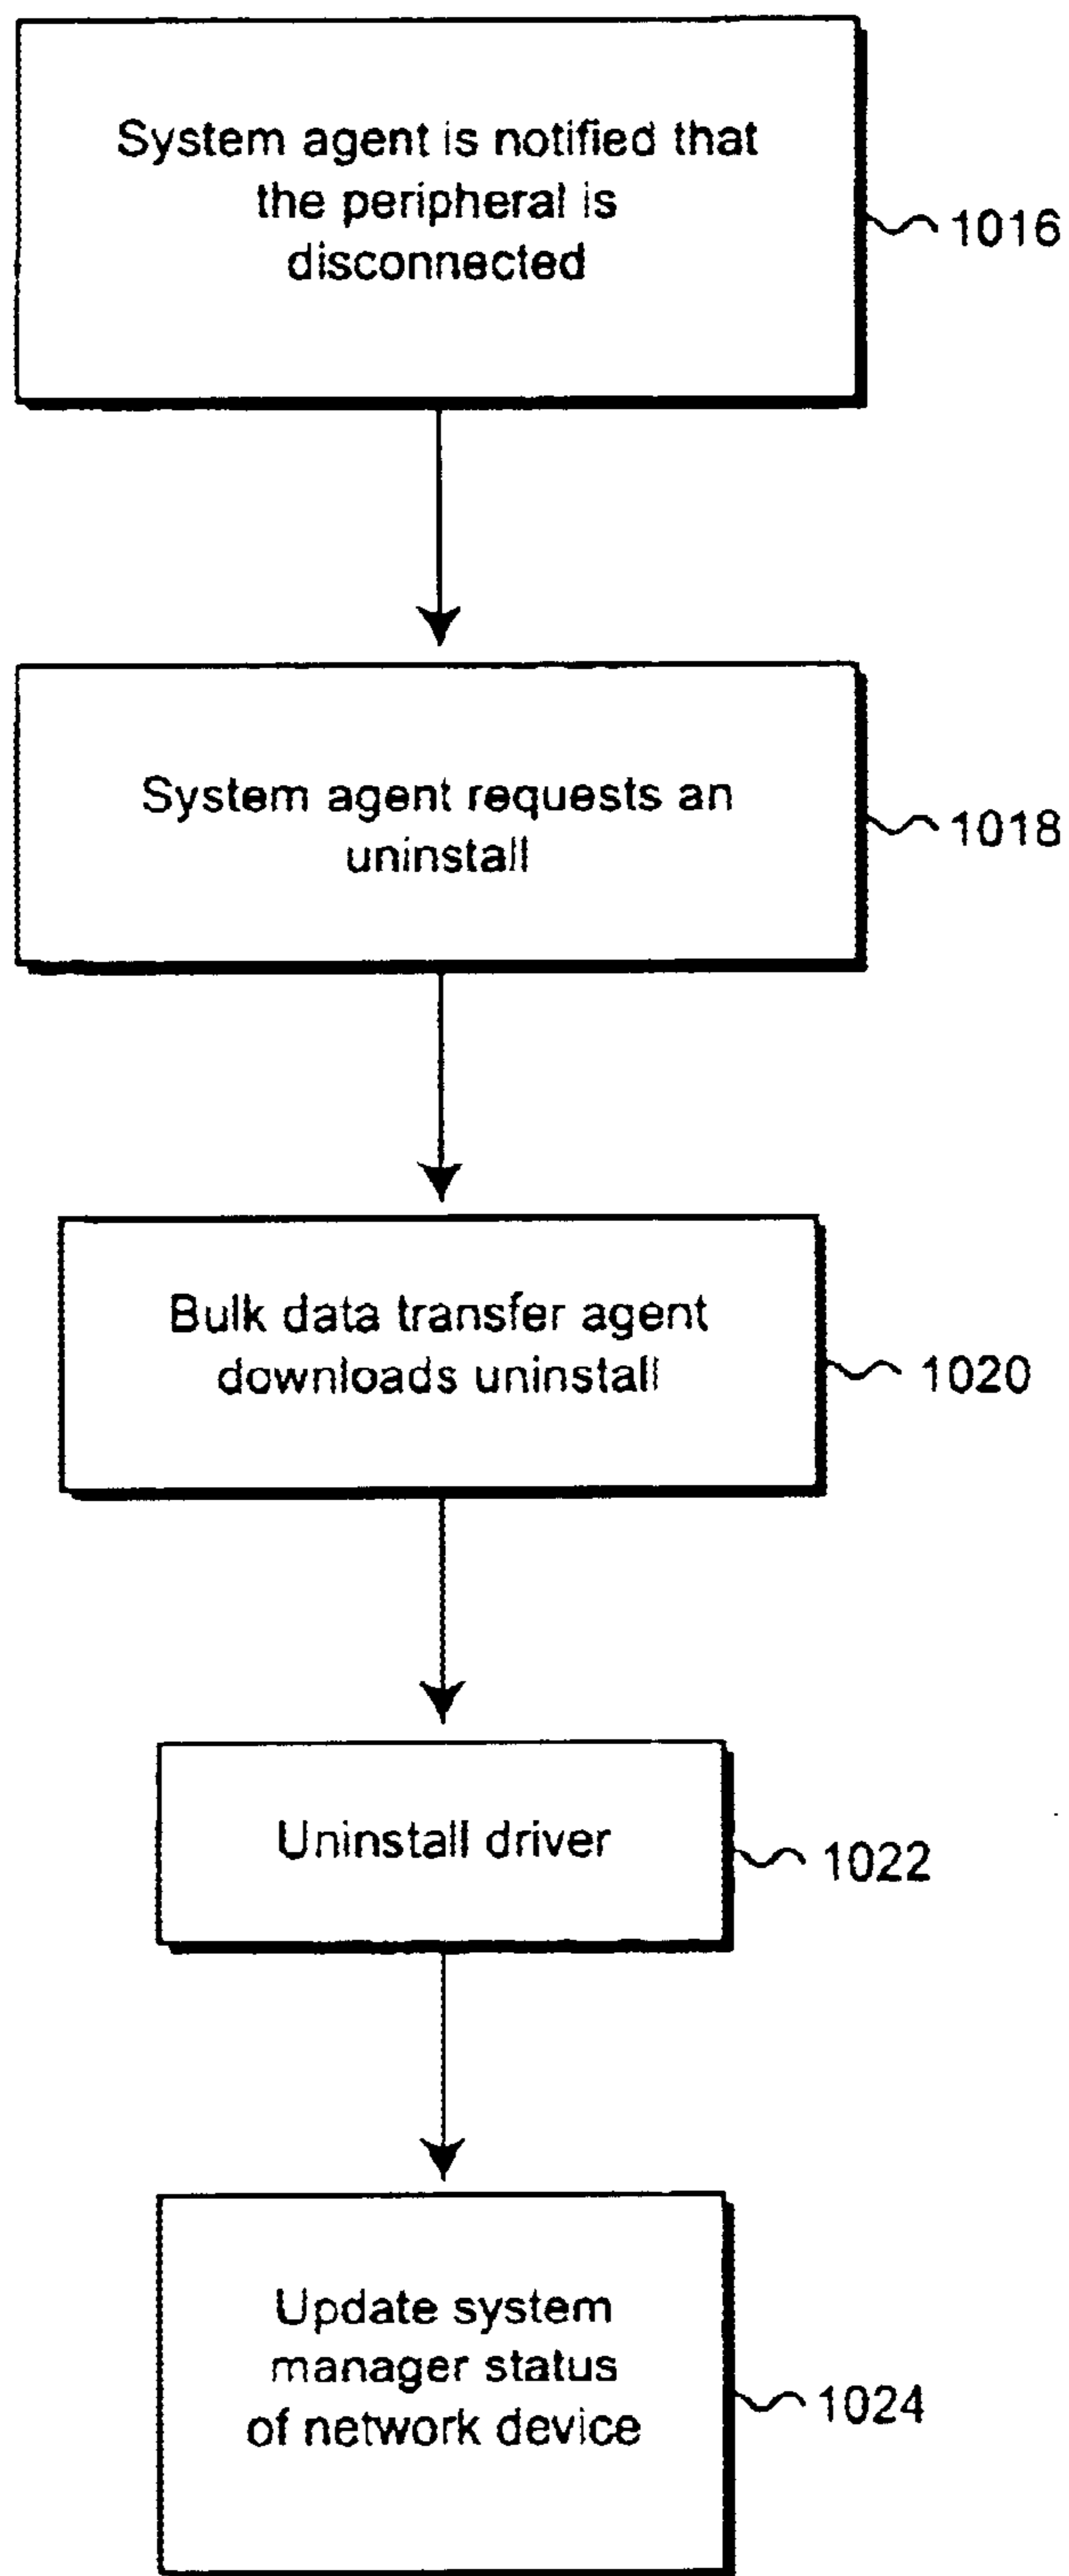 System agent is notified that
the peripheral is
disconnected
1016
System agent requests an
uninstall
1018
Bulk data transfer agent
downloads uninstall
1020
Uninstall driver
1022
Update system
manager status
of network device
1024